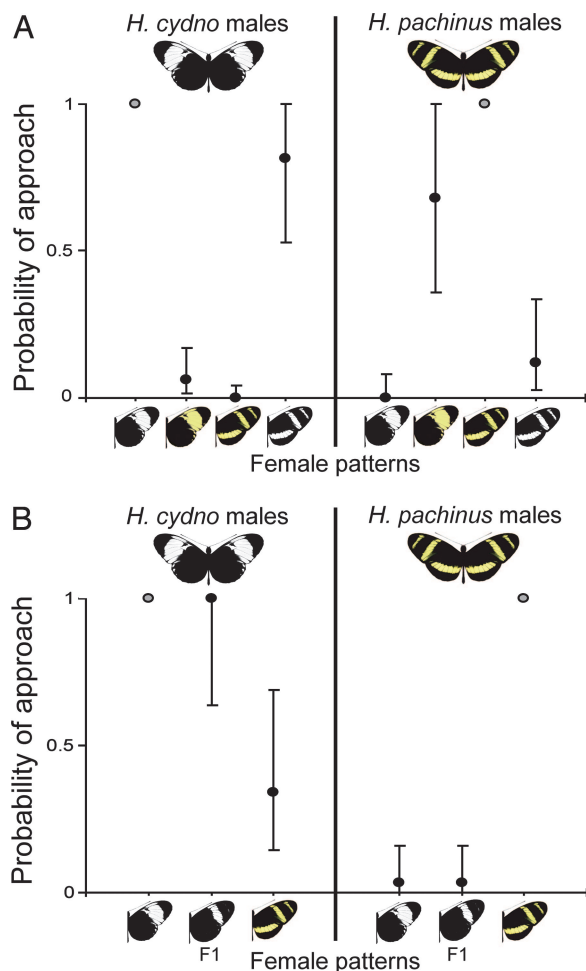 A
H. cydno males
H. pachinus males
Probability of approach
1
0.5
0
Female patterns
B
H. cydno males
H. pachinus males
Probability of approach
1
0.5
0
F1
F1
Female patterns